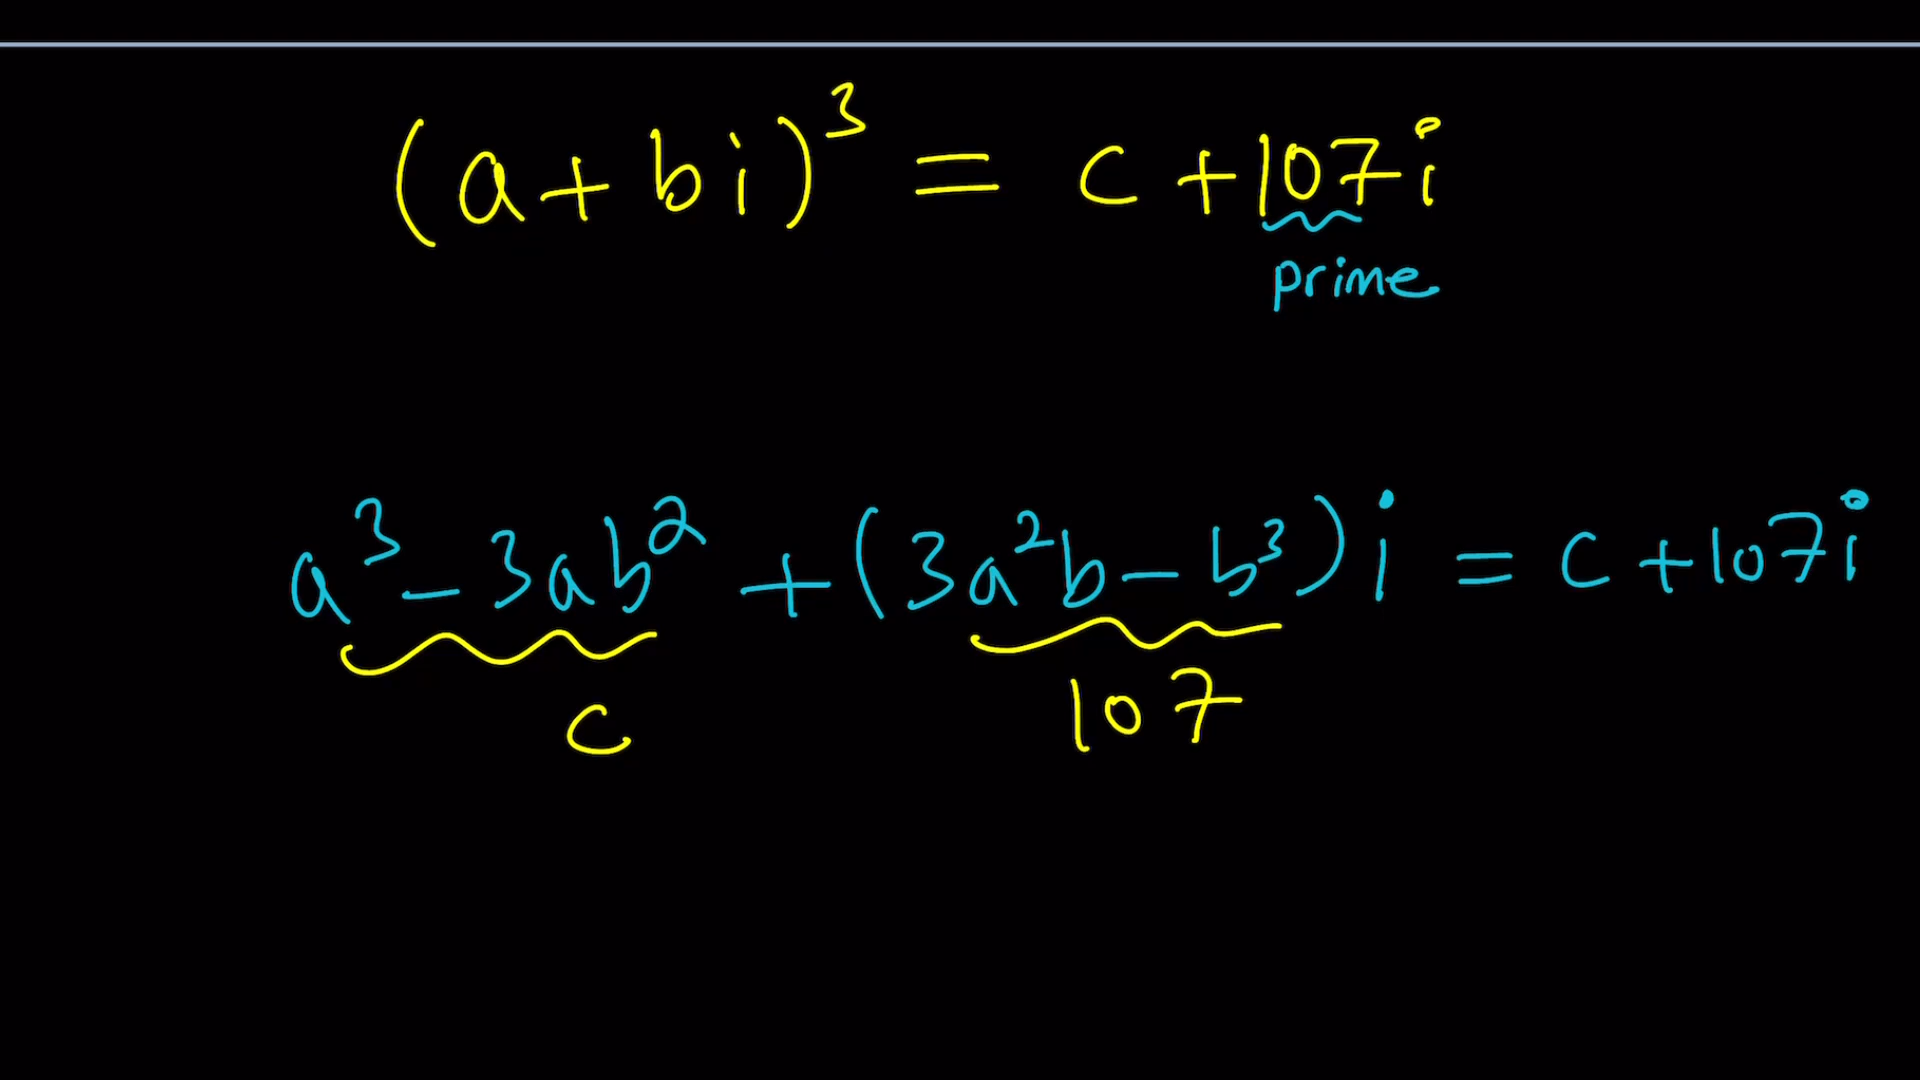 (a+bi)³ = c+107i
prime
a³-3ab²+(3a²b-b³)i = c+107i
c 107